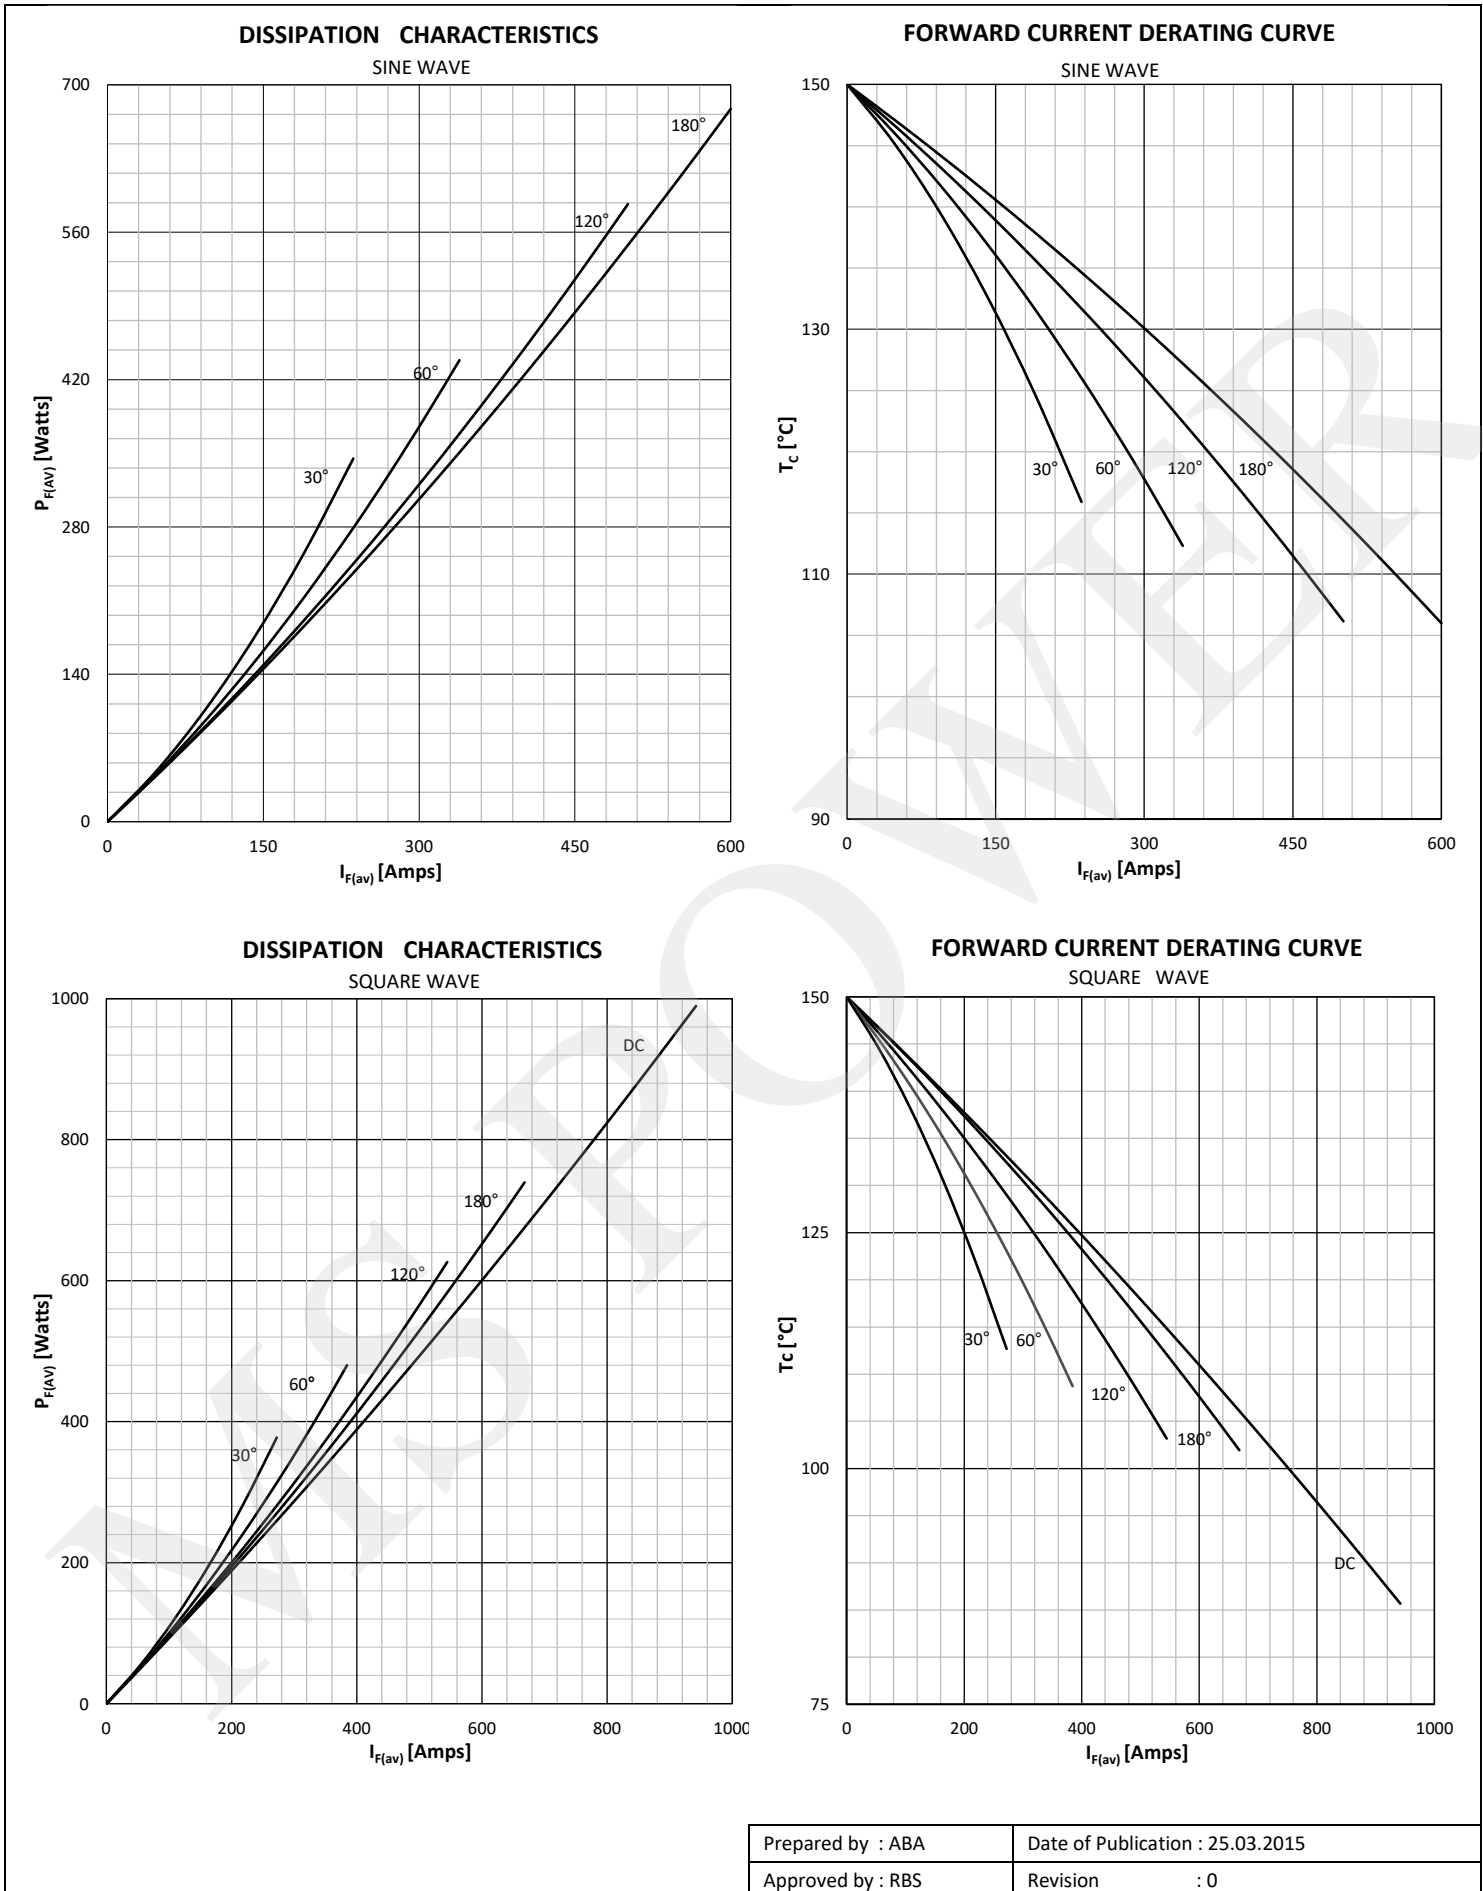 DISSIPATION CHARACTERISTICS
SINE WAVE
700
560
420
280
140
0
0 150 300 450 600
30°
60°
120°
180°
P_F(AV) [Watts]
I_F(av) [Amps]
FORWARD CURRENT DERATING CURVE
SINE WAVE
150
130
110
90
0 150 300 450 600
30° 60° 120° 180°
T_C [°C]
I_F(av) [Amps]
DISSIPATION CHARACTERISTICS
SQUARE WAVE
1000
800
600
400
200
0
0 200 400 600 800 1000
30°
60°
120°
180°
DC
P_F(AV) [Watts]
I_F(av) [Amps]
FORWARD CURRENT DERATING CURVE
SQUARE WAVE
150
125
100
75
0 200 400 600 800 1000
30° 60°
120°
180°
DC
Tc [°C]
I_F(av) [Amps]
MS POWER
Prepared by : ABA Date of Publication : 25.03.2015
Approved by : RBS Revision : 0